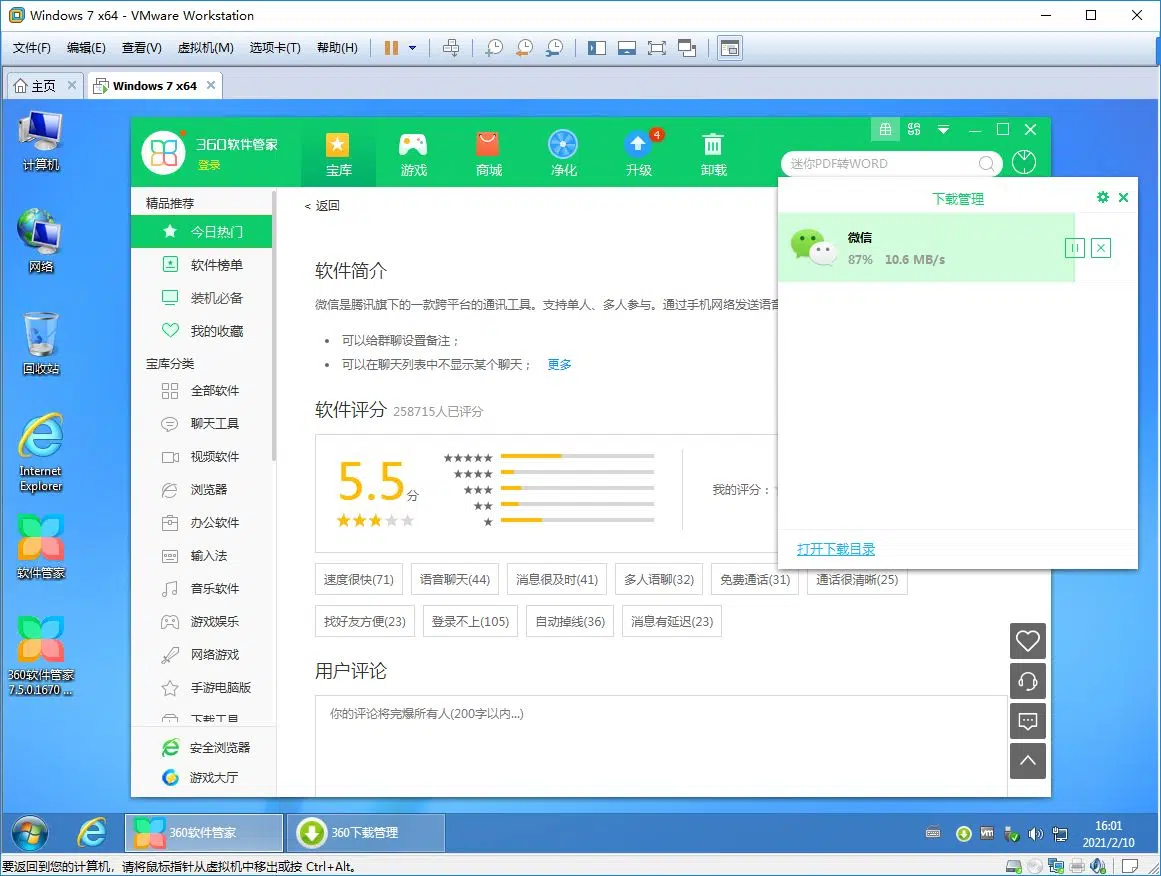 Windows 7 x64 - VMware Workstation
文件(F) 编辑(E) 查看(V) 虚拟机(M) 选项卡(T) 帮助(H)
主页 Windows 7 x64
计算机
网络
回收站
Internet
Explorer
软件管家
360软件管家
7.5.0.1670 ...
360软件管家
登录
宝库
游戏
商城
净化
4
升级
卸载
迷你PDF转WORD
精品推荐
今日热门
软件榜单
装机必备
我的收藏
宝库分类
全部软件
聊天工具
视频软件
浏览器
办公软件
输入法
音乐软件
游戏娱乐
网络游戏
手游电脑版
下载工具
安全浏览器
游戏大厅
< 返回
软件简介
微信是腾讯旗下的一款跨平台的通讯工具。支持单人、多人参与。通过手机网络发送语音
• 可以给群聊设置备注；
• 可以在聊天列表中不显示某个聊天； 更多
软件评分 258715人已评分
5.5分
我的评分：
速度很快(71) 语音聊天(44) 消息很及时(41) 多人语聊(32) 免费通话(31) 通话很清晰(25)
找好友方便(23) 登录不上(105) 自动掉线(36) 消息有延迟(23)
用户评论
你的评论将完爆所有人(200字以内...)
下载管理
微信
87% 10.6 MB/s
打开下载目录
360软件管家
360下载管理
16:01
2021/2/10
要返回到您的计算机，请将鼠标指针从虚拟机中移出或按 Ctrl+Alt。